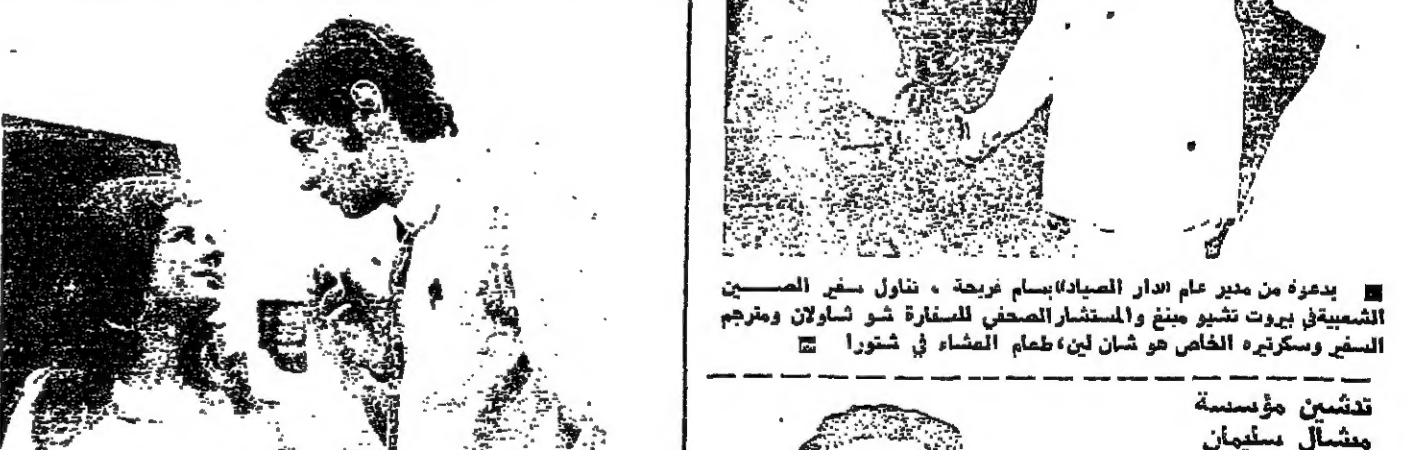 بدعوة من مدير عام «دار الصياد» بسام فريحة ، تناول سفير الصـــــين
الشعبية في بيروت تشيو مينغ والمستشار الصحفي للسفارة شو شاولان ومترجم
السفير وسكرتيره الخاص هو شان لين، طعام العشاء في شتورا
تدشين مؤسسة
ميشال سليمان